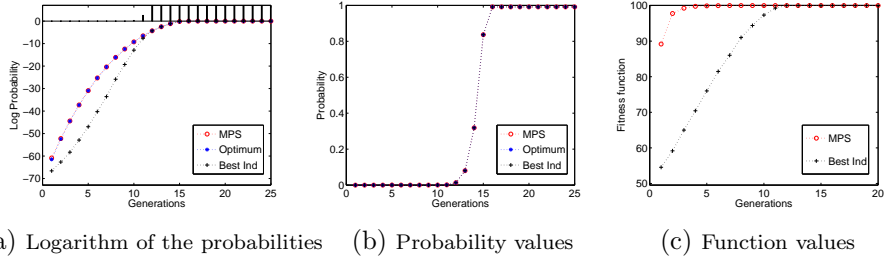 0
−10
−20
−30
−40
−50
−60
−70
Log Probability
0 5 10 15 20 25
Generations
MPS
Optimum
Best Ind
1
0.8
0.6
0.4
0.2
0
Probability
0 5 10 15 20 25
Generations
MPS
Optimum
Best Ind
100
90
80
70
60
50
Fitness function
0 5 10 15 20
Generations
MPS
Best Ind
a) Logarithm of the probabilities
(b) Probability values
(c) Function values